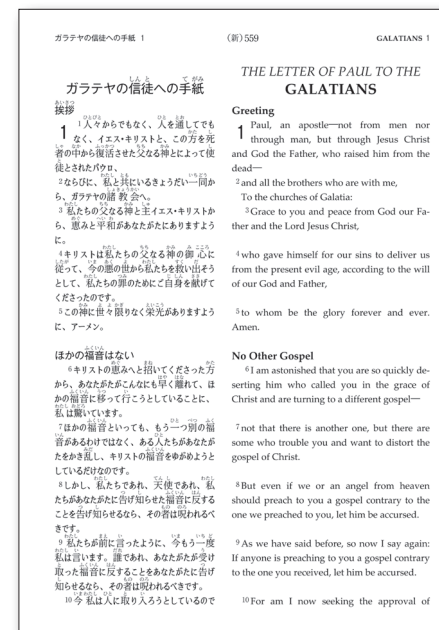 ガラテヤの信徒への手紙 1
(新) 559
GALATIANS 1
ガラテヤの信徒への手紙
挨拶
1 1人々からでもなく、人を通してでも
なく、イエス・キリストと、この方を死
者の中から復活させた父なる神とによって使
徒とされたパウロ、
2ならびに、私と共にいるきょうだい一同か
ら、ガラテヤの諸教会へ。
3 私たちの父なる神と主イエス・キリストか
ら、恵みと平和があなたがたにありますよう
に。
4キリストは私たちの父なる神の御心に
従って、今の悪の世から私たちを救い出そう
として、私たちの罪のためにご自身を献げて
くださったのです。
5この神に世々限りなく栄光がありますよう
に、アーメン。
ほかの福音はない
6キリストの恵みへと招いてくださった方
から、あなたがたがこんなにも早く離れて、ほ
かの福音に移って行こうとしていることに、
私は驚いています。
7ほかの福音といっても、もう一つ別の福
音があるわけではなく、ある人たちがあなたが
たをかき乱し、キリストの福音をゆがめようと
しているだけなのです。
8しかし、私たちであれ、天使であれ、私
たちがあなたがたに告げ知らせた福音に反する
ことを告げ知らせるなら、その者は呪われるべ
きです。
9 私たちが前に言ったように、今もう一度
私は言います。誰であれ、あなたがたが受け
取った福音に反することをあなたがたに告げ
知らせるなら、その者は呪われるべきです。
10 今私は人に取り入ろうとしているので
THE LETTER OF PAUL TO THE
GALATIANS
Greeting
1 Paul, an apostle—not from men nor
through man, but through Jesus Christ
and God the Father, who raised him from the
dead—
2 and all the brothers who are with me,
To the churches of Galatia:
3 Grace to you and peace from God our Fa-
ther and the Lord Jesus Christ,
4 who gave himself for our sins to deliver us
from the present evil age, according to the will
of our God and Father,
5 to whom be the glory forever and ever.
Amen.
No Other Gospel
6 I am astonished that you are so quickly de-
serting him who called you in the grace of
Christ and are turning to a different gospel—
7 not that there is another one, but there are
some who trouble you and want to distort the
gospel of Christ.
8 But even if we or an angel from heaven
should preach to you a gospel contrary to the
one we preached to you, let him be accursed.
9 As we have said before, so now I say again:
If anyone is preaching to you a gospel contrary
to the one you received, let him be accursed.
10 For am I now seeking the approval of